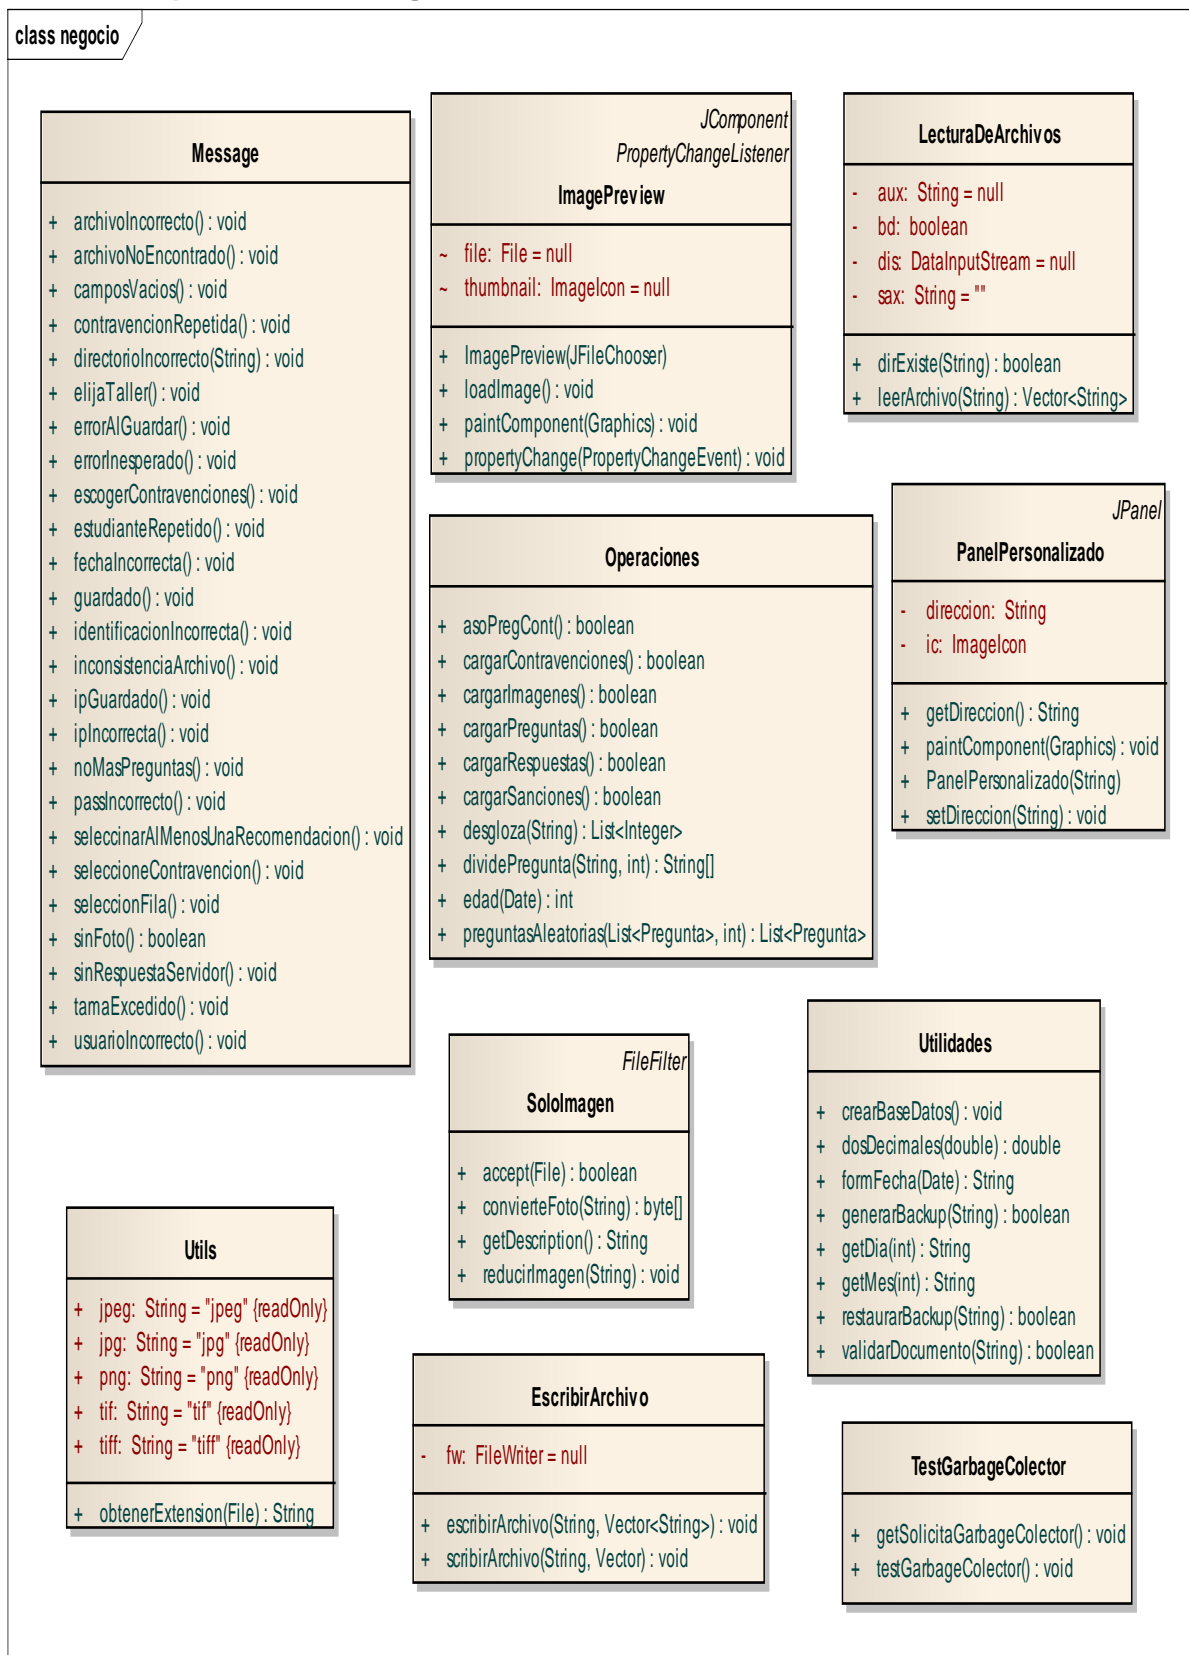 class negocio
Message
+ archivoIncorrecto() : void
+ archivoNoEncontrado() : void
+ camposVacios() : void
+ contravencionRepetida() : void
+ directorioIncorrecto(String) : void
+ elijaTaller() : void
+ errorAlGuardar() : void
+ errorInesperado() : void
+ escogerContravenciones() : void
+ estudianteRepetido() : void
+ fechaIncorrecta() : void
+ guardado() : void
+ identificacionIncorrecta() : void
+ inconsistenciaArchivo() : void
+ ipGuardado() : void
+ ipIncorrecta() : void
+ noMasPreguntas() : void
+ passIncorrecto() : void
+ seleccinarAlMenosUnaRecomendacion() : void
+ seleccioneContravencion() : void
+ seleccionFila() : void
+ sinFoto() : boolean
+ sinRespuestaServidor() : void
+ tamaExcedido() : void
+ usuarioIncorrecto() : void
JComponent
PropertyChangeListener
ImagePreview
~ file: File = null
~ thumbnail: ImageIcon = null
+ ImagePreview(JFileChooser)
+ loadImage() : void
+ paintComponent(Graphics) : void
+ propertyChange(PropertyChangeEvent) : void
LecturaDeArchivos
- aux: String = null
- bd: boolean
- dis: DataInputStream = null
- sax: String = ""
+ dirExiste(String) : boolean
+ leerArchivo(String) : Vector<String>
Operaciones
+ asoPregCont() : boolean
+ cargarContravenciones() : boolean
+ cargarImagenes() : boolean
+ cargarPreguntas() : boolean
+ cargarRespuestas() : boolean
+ cargarSanciones() : boolean
+ desgloza(String) : List<Integer>
+ dividePregunta(String, int) : String[]
+ edad(Date) : int
+ preguntasAleatorias(List<Pregunta>, int) : List<Pregunta>
JPanel
PanelPersonalizado
- direccion: String
- ic: ImageIcon
+ getDireccion() : String
+ paintComponent(Graphics) : void
+ PanelPersonalizado(String)
+ setDireccion(String) : void
FileFilter
SoloImagen
+ accept(File) : boolean
+ convierteFoto(String) : byte[]
+ getDescription() : String
+ reducirImagen(String) : void
Utilidades
+ crearBaseDatos() : void
+ dosDecimales(double) : double
+ formFecha(Date) : String
+ generarBackup(String) : boolean
+ getDia(int) : String
+ getMes(int) : String
+ restaurarBackup(String) : boolean
+ validarDocumento(String) : boolean
Utils
+ jpeg: String = "jpeg" {readOnly}
+ jpg: String = "jpg" {readOnly}
+ png: String = "png" {readOnly}
+ tif: String = "tif" {readOnly}
+ tiff: String = "tiff" {readOnly}
+ obtenerExtension(File) : String
EscribirArchivo
- fw: FileWriter = null
+ escribirArchivo(String, Vector<String>) : void
+ scribirArchivo(String, Vector) : void
TestGarbageColector
+ getSolicitaGarbageColector() : void
+ testGarbageColector() : void